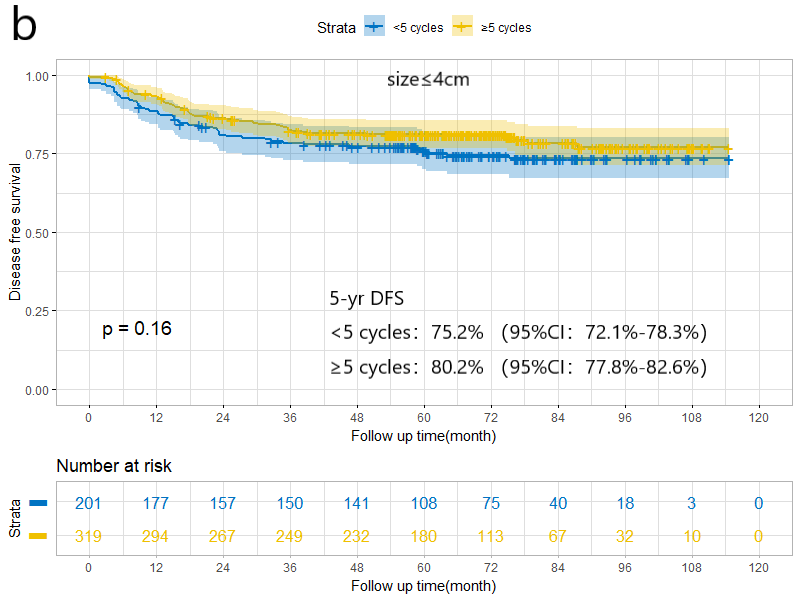 b
Strata <5 cycles ≥5 cycles
size≤4cm
Disease free survival
1.00
0.75
0.50
0.25
0.00
p = 0.16
5-yr DFS
<5 cycles: 75.2% (95%CI: 72.1%-78.3%)
≥5 cycles: 80.2% (95%CI: 77.8%-82.6%)
0 12 24 36 48 60 72 84 96 108 120
Follow up time(month)
Number at risk
Strata
201 177 157 150 141 108 75 40 18 3 0
319 294 267 249 232 180 113 67 32 10 0
0 12 24 36 48 60 72 84 96 108 120
Follow up time(month)